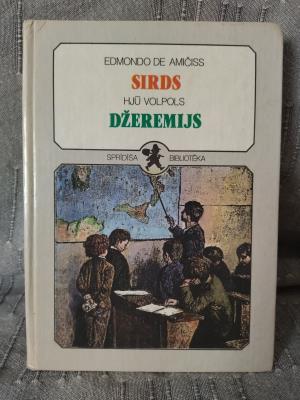 EDMONDO DE AMIČISS
SIRDS
HJŪ VOLPOLS
DŽEREMIJS
SPRĪDĪŠA BIBLIOTĒKA